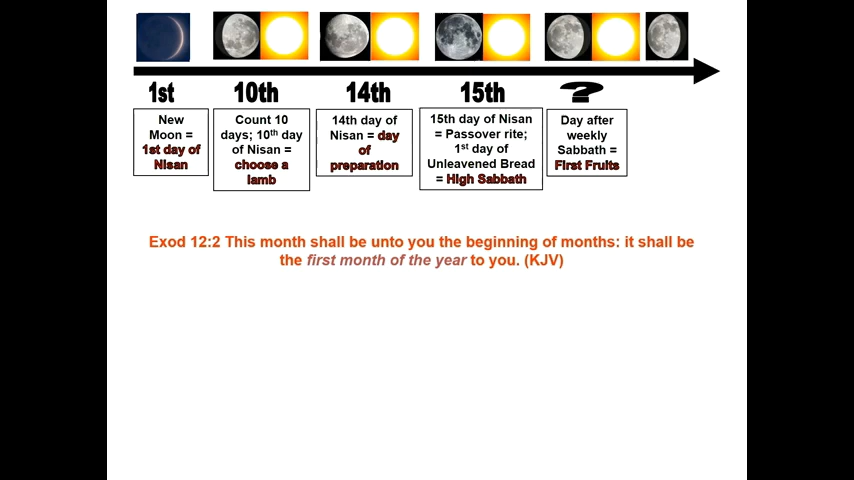 1st
10th
14th
15th
?
New
Moon =
1st day of
Nisan
Count 10
days; 10th day
of Nisan =
choose a
lamb
14th day of
Nisan = day
of
preparation
15th day of Nisan
= Passover rite;
1st day of
Unleavened Bread
= High Sabbath
Day after
weekly
Sabbath =
First Fruits
Exod 12:2 This month shall be unto you the beginning of months: it shall be
the first month of the year to you. (KJV)